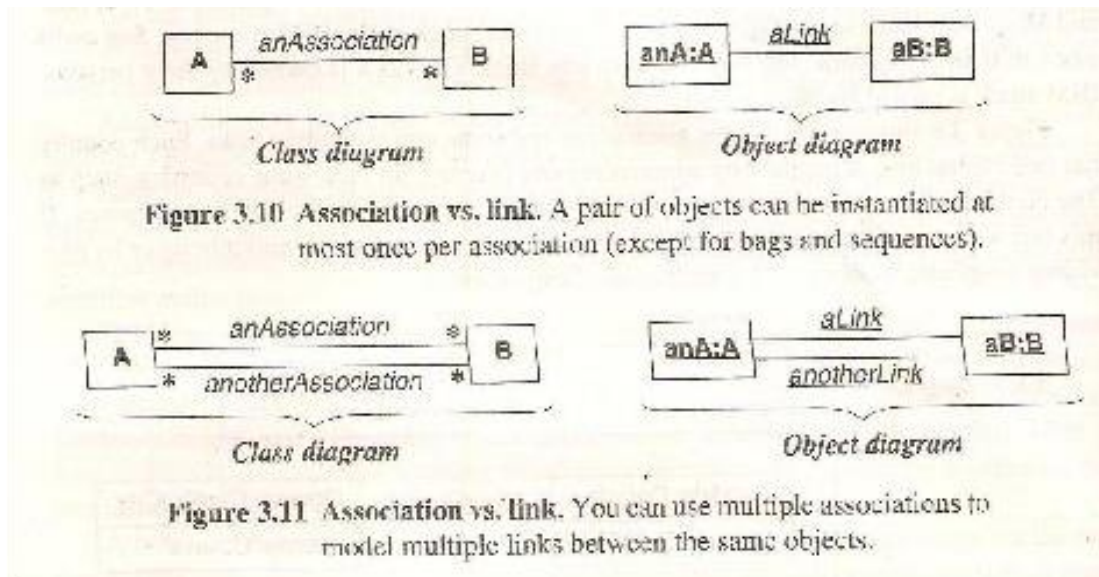 A anAssociation B
* *
anA:A aLink aB:B
Class diagram
Object diagram
Figure 3.10 Association vs. link. A pair of objects can be instantiated at
most once per association (except for bags and sequences).
A * anAssociation * B
* anotherAssociation *
anA:A aLink aB:B
anotherLink
Class diagram
Object diagram
Figure 3.11 Association vs. link. You can use multiple associations to
model multiple links between the same objects.